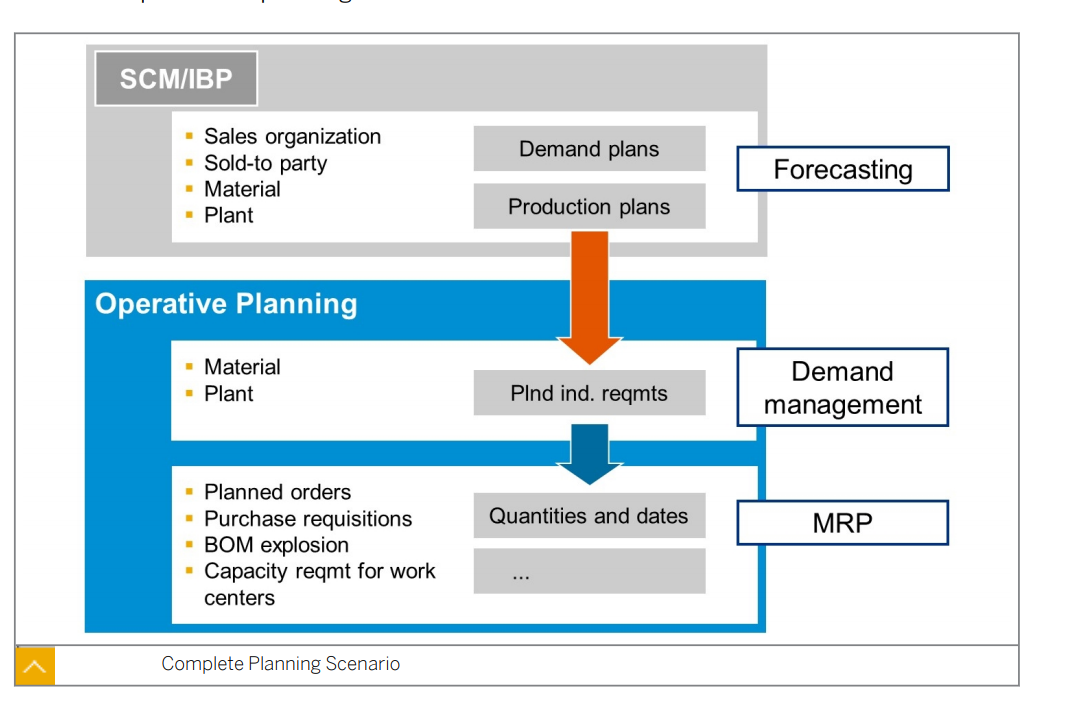 SCM/IBP
Sales organization
Sold-to party
Material
Plant
Demand plans
Production plans
Forecasting
Operative Planning
Material
Plant
Plnd ind. reqmts
Demand
management
Planned orders
Purchase requisitions
BOM explosion
Capacity reqmt for work
centers
Quantities and dates
...
MRP
Complete Planning Scenario